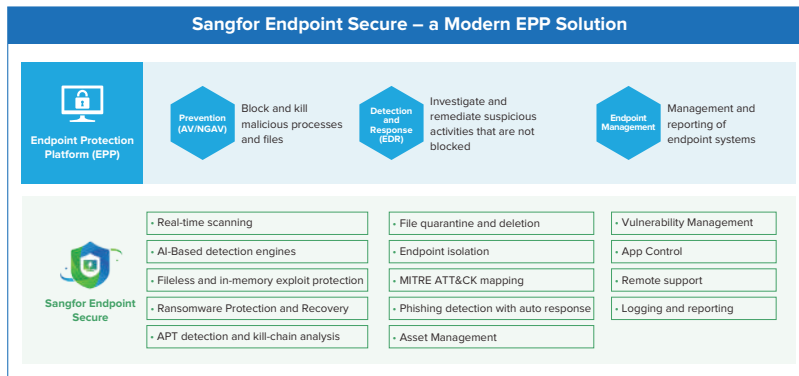 Sangfor Endpoint Secure – a Modern EPP Solution
Endpoint Protection
Platform (EPP)
Prevention
(AV/NGAV)
Block and kill
malicious processes
and files
Detection
and
Response
(EDR)
Investigate and
remediate suspicious
activities that are not
blocked
Endpoint
Management
Management and
reporting of
endpoint systems
Sangfor Endpoint
Secure
• Real-time scanning
• AI-Based detection engines
• Fileless and in-memory exploit protection
• Ransomware Protection and Recovery
• APT detection and kill-chain analysis
• File quarantine and deletion
• Endpoint isolation
• MITRE ATT&CK mapping
• Phishing detection with auto response
• Asset Management
• Vulnerability Management
• App Control
• Remote support
• Logging and reporting